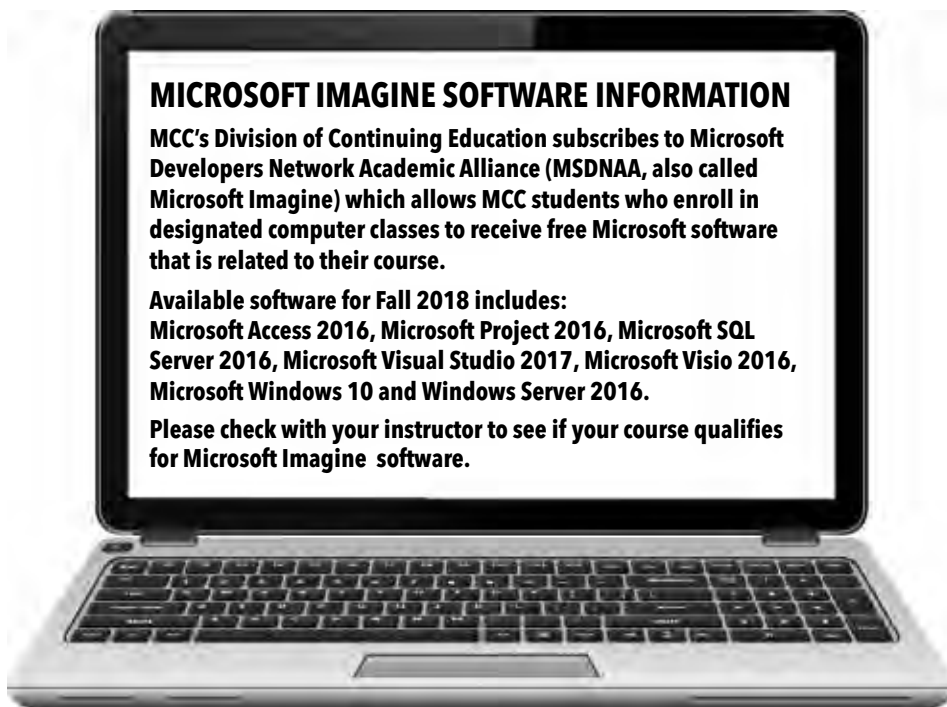 MICROSOFT IMAGINE SOFTWARE INFORMATION
MCC's Division of Continuing Education subscribes to Microsoft
Developers Network Academic Alliance (MSDNAA, also called
Microsoft Imagine) which allows MCC students who enroll in
designated computer classes to receive free Microsoft software
that is related to their course.
Available software for Fall 2018 includes:
Microsoft Access 2016, Microsoft Project 2016, Microsoft SQL
Server 2016, Microsoft Visual Studio 2017, Microsoft Visio 2016,
Microsoft Windows 10 and Windows Server 2016.
Please check with your instructor to see if your course qualifies
for Microsoft Imagine software.